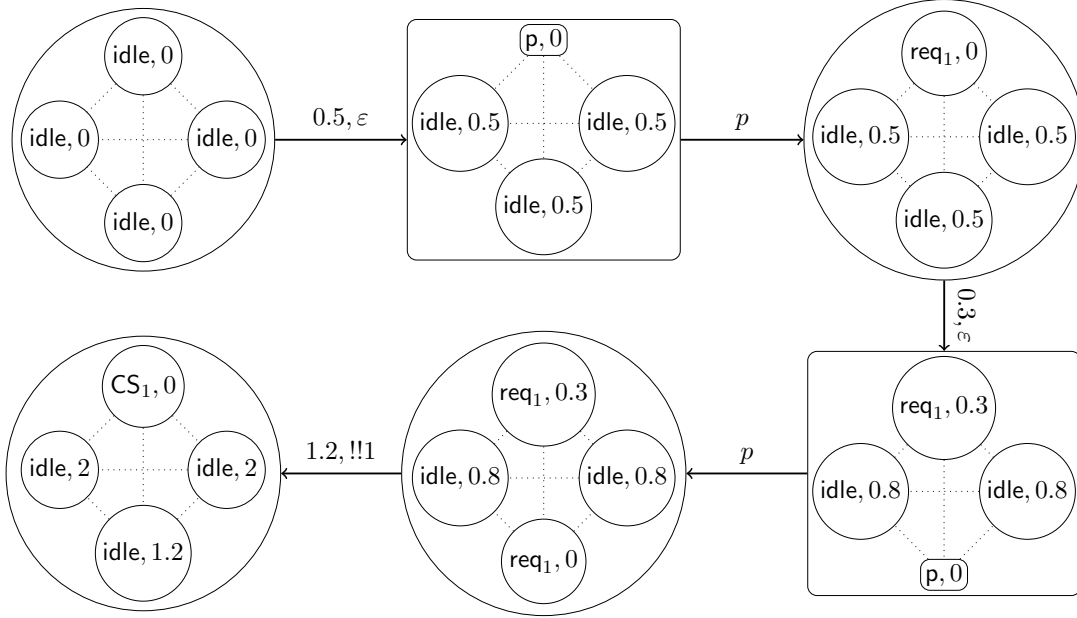 idle, 0
idle, 0
idle, 0
idle, 0
0.5, ε
p, 0
idle, 0.5
idle, 0.5
idle, 0.5
p
req₁, 0
idle, 0.5
idle, 0.5
idle, 0.5
0.3, ε
CS₁, 0
idle, 2
idle, 2
idle, 1.2
1.2, !!1
req₁, 0.3
idle, 0.8
idle, 0.8
req₁, 0
p
req₁, 0.3
idle, 0.8
idle, 0.8
p, 0